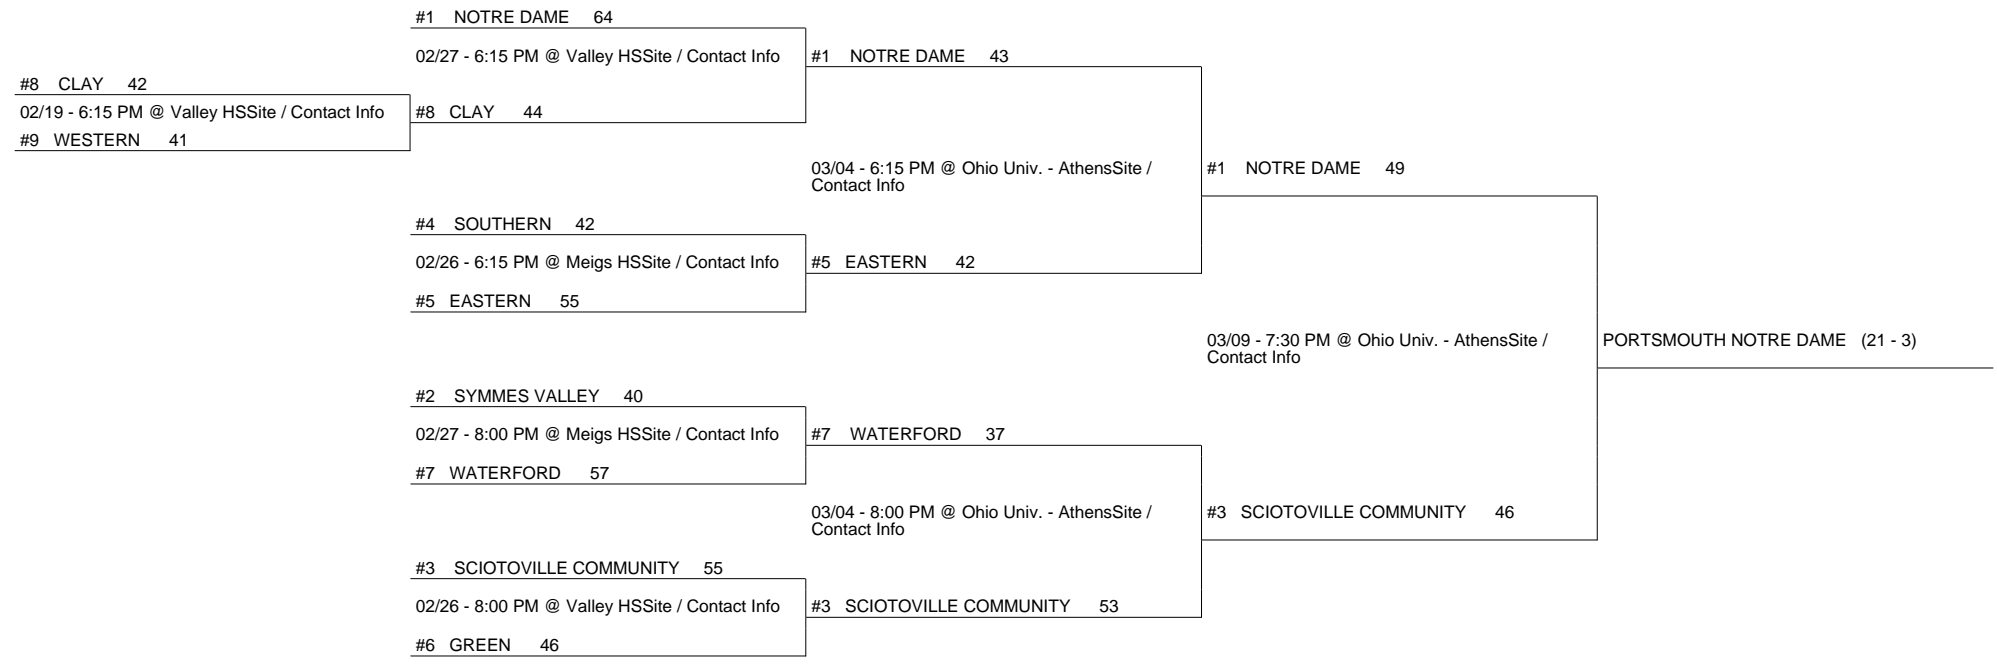 #1 NOTRE DAME 64
02/27 - 6:15 PM @ Valley HSSite / Contact Info
#1 NOTRE DAME 43
#8 CLAY 42
02/19 - 6:15 PM @ Valley HSSite / Contact Info
#8 CLAY 44
#9 WESTERN 41
03/04 - 6:15 PM @ Ohio Univ. - AthensSite /
Contact Info
#1 NOTRE DAME 49
#4 SOUTHERN 42
02/26 - 6:15 PM @ Meigs HSSite / Contact Info
#5 EASTERN 42
#5 EASTERN 55
03/09 - 7:30 PM @ Ohio Univ. - AthensSite /
Contact Info
PORTSMOUTH NOTRE DAME (21 - 3)
#2 SYMMES VALLEY 40
02/27 - 8:00 PM @ Meigs HSSite / Contact Info
#7 WATERFORD 37
#7 WATERFORD 57
03/04 - 8:00 PM @ Ohio Univ. - AthensSite /
Contact Info
#3 SCIOTOVILLE COMMUNITY 46
#3 SCIOTOVILLE COMMUNITY 55
02/26 - 8:00 PM @ Valley HSSite / Contact Info
#3 SCIOTOVILLE COMMUNITY 53
#6 GREEN 46